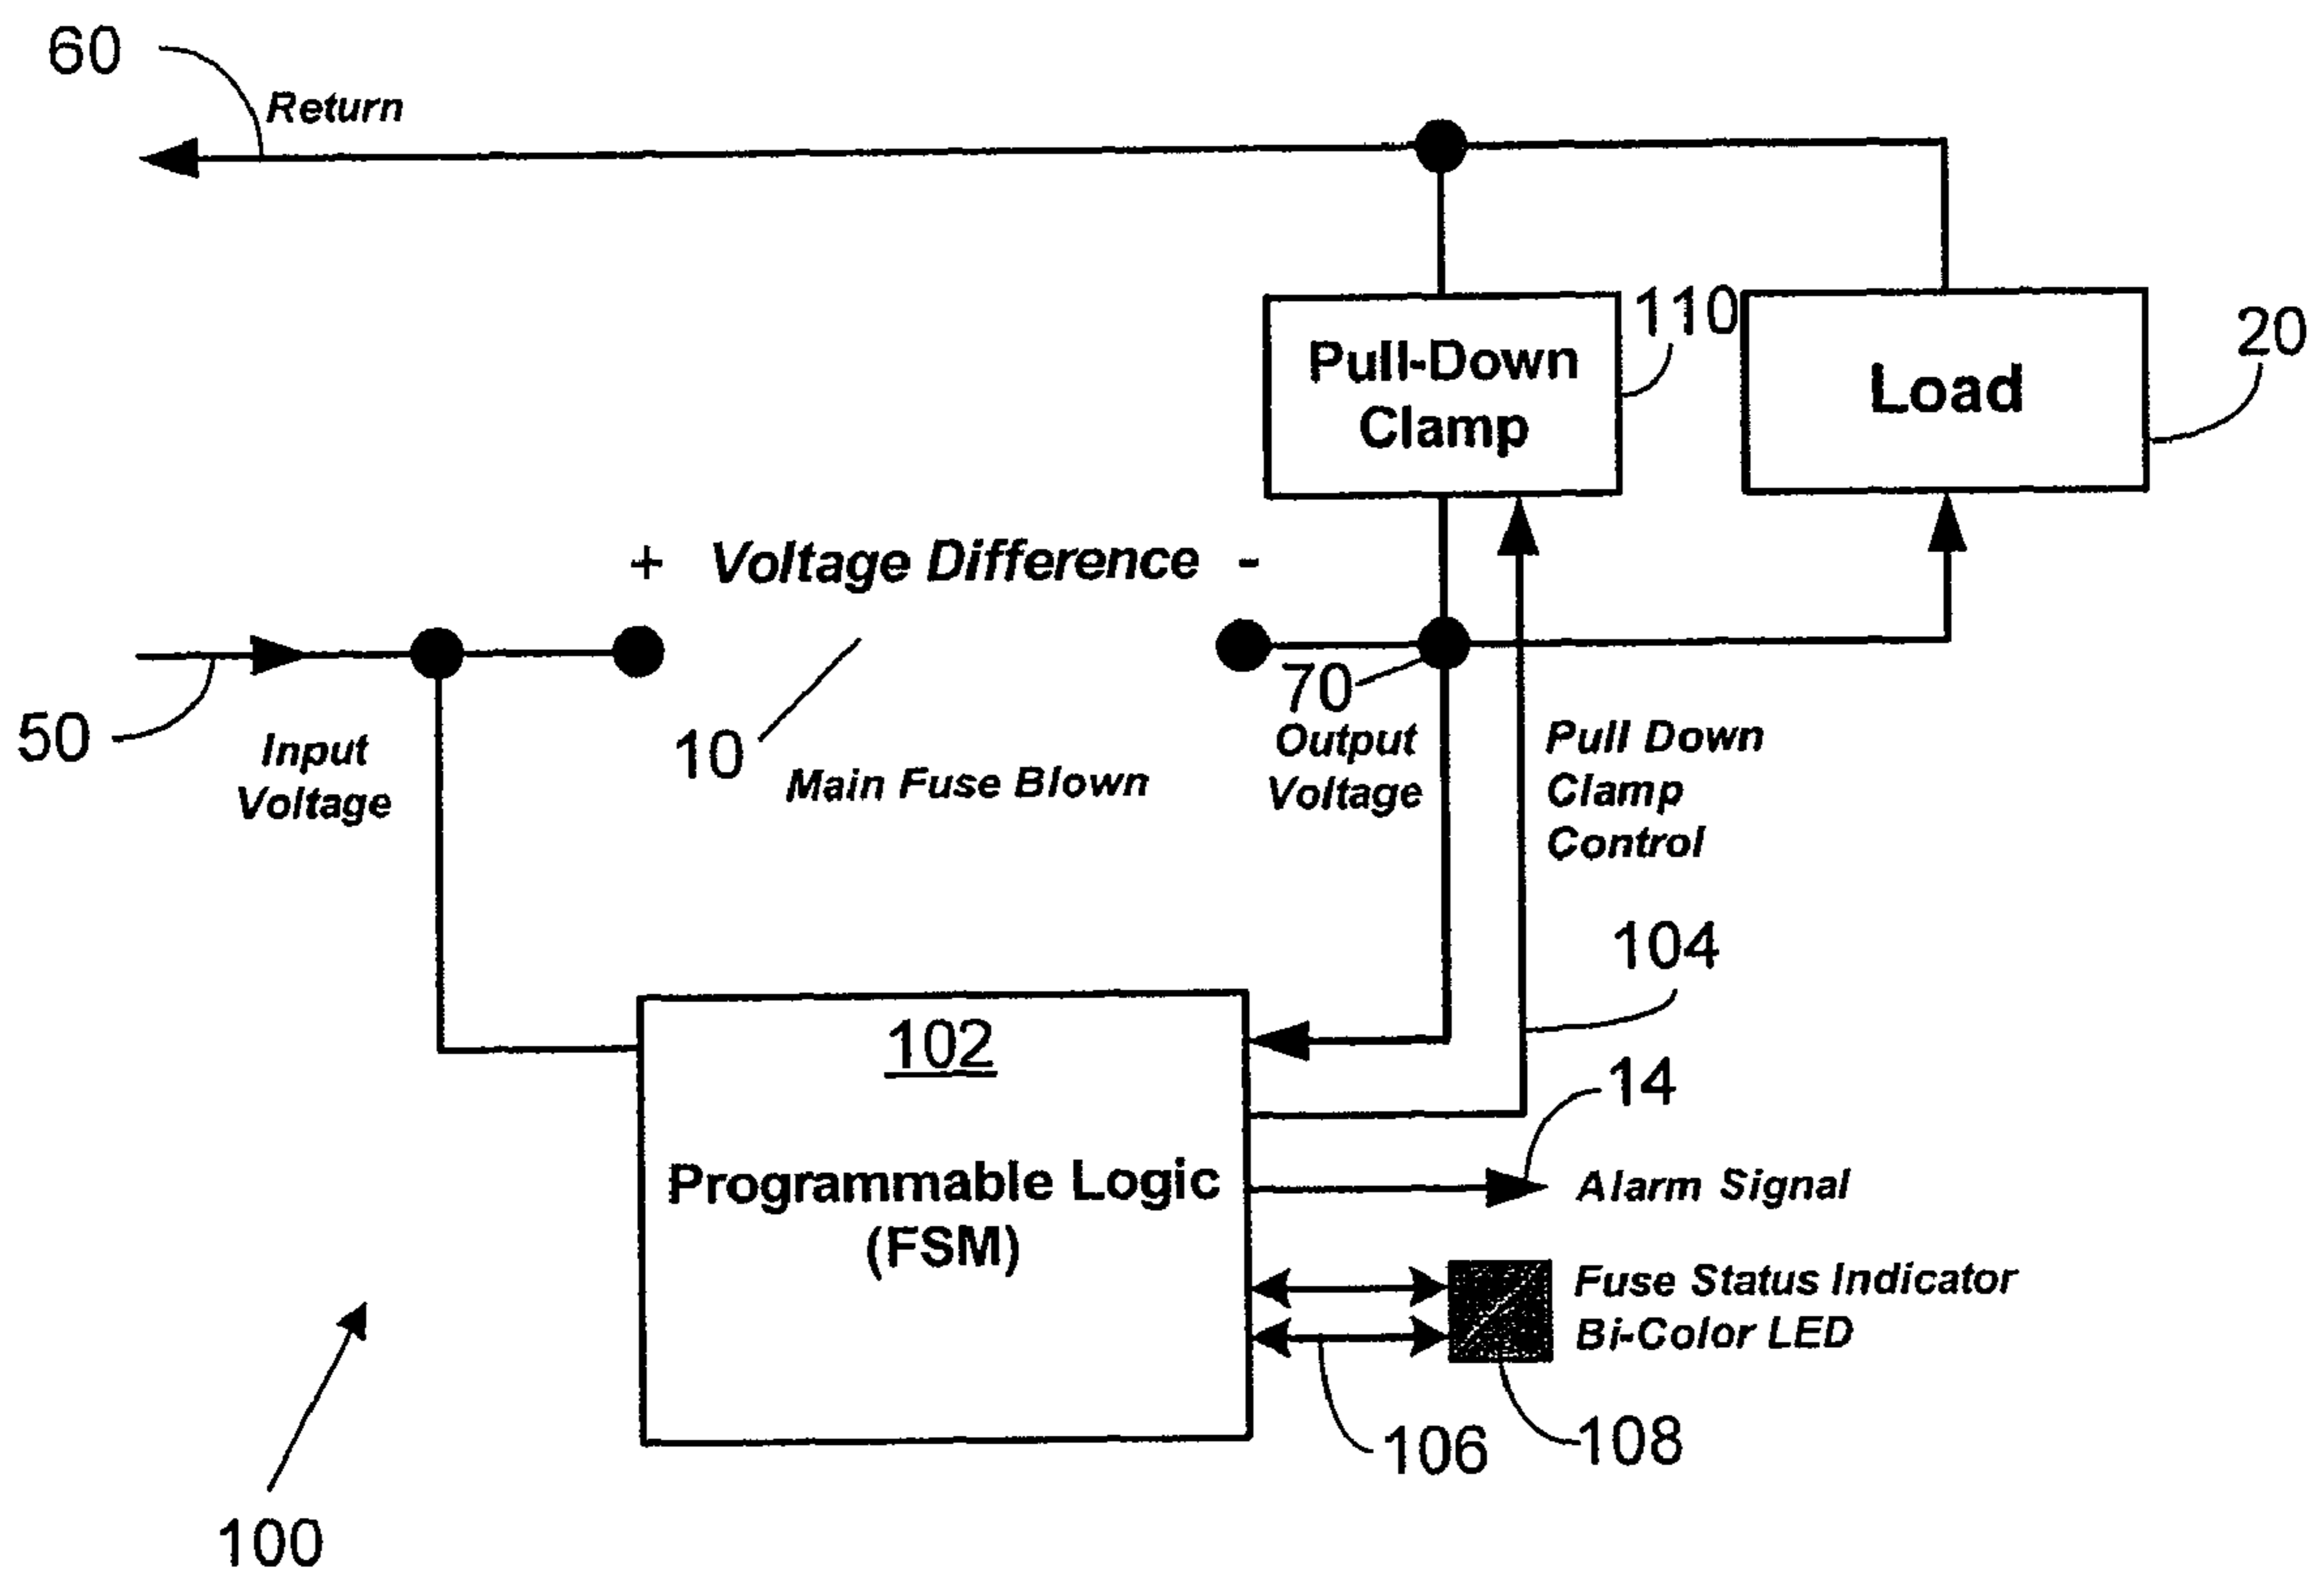 60
Return
110
20
Pull-Down
Clamp
Load
+ Voltage Difference -
50
Input
Voltage
10
Main Fuse Blown
70
Output
Voltage
Pull Down
Clamp
Control
104
102
14
Programmable Logic
(FSM)
Alarm Signal
Fuse Status Indicator
Bi-Color LED
106
108
100